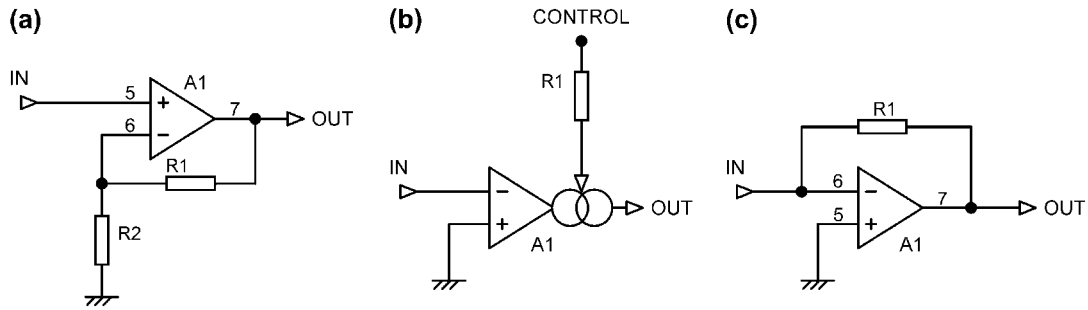 (a)
IN
A1
5
+
7
OUT
6
−
R1
R2
(b)
CONTROL
R1
IN
−
+
OUT
A1
(c)
R1
IN
6
−
7
OUT
5
+
A1